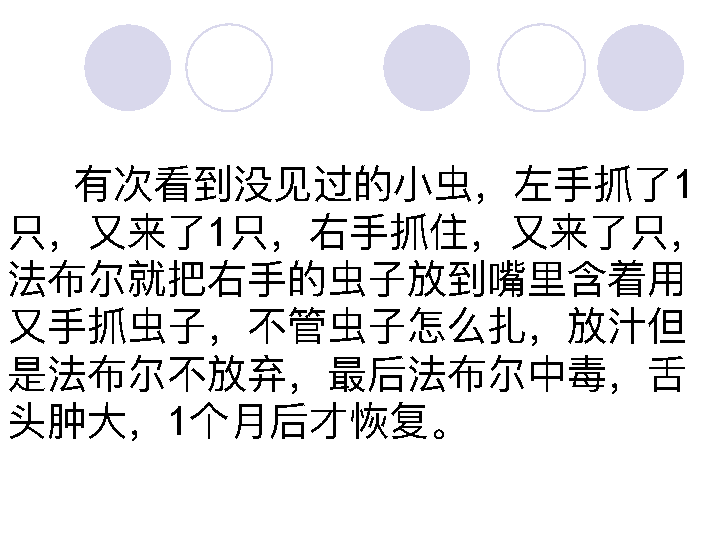 有次看到没见过的小虫，左手抓了1
只，又来了1只，右手抓住，又来了只，
法布尔就把右手的虫子放到嘴里含着用
又手抓虫子，不管虫子怎么扎，放汁但
是法布尔不放弃，最后法布尔中毒，舌
头肿大，1个月后才恢复。